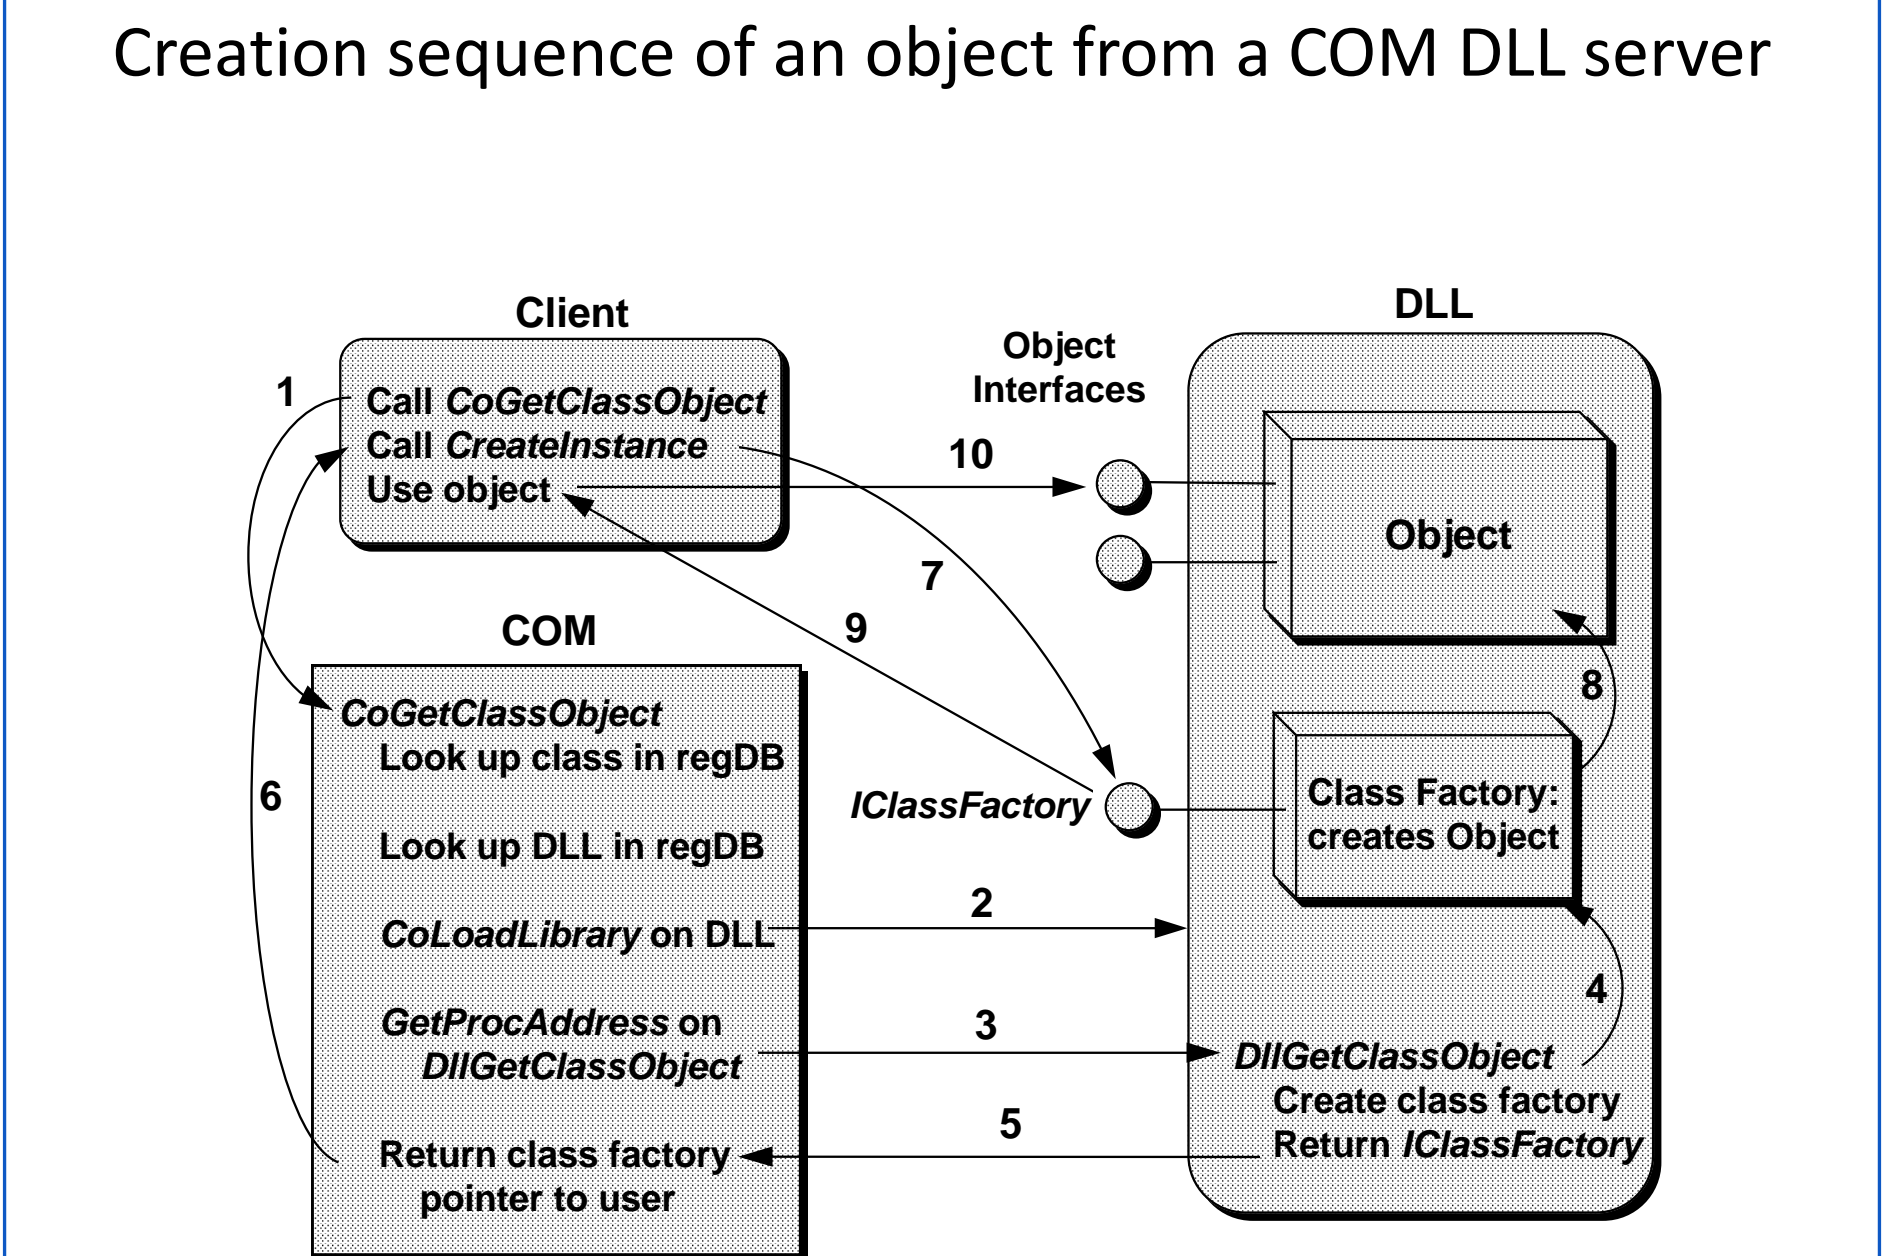 Creation sequence of an object from a COM DLL server
Client
1
Call CoGetClassObject
Call CreateInstance
Use object
Object
Interfaces
10
DLL
Object
7
9
8
COM
CoGetClassObject
Look up class in regDB
Look up DLL in regDB
CoLoadLibrary on DLL
GetProcAddress on
DllGetClassObject
Return class factory
pointer to user
6
IClassFactory
Class Factory:
creates Object
2
3
4
5
DllGetClassObject
Create class factory
Return IClassFactory